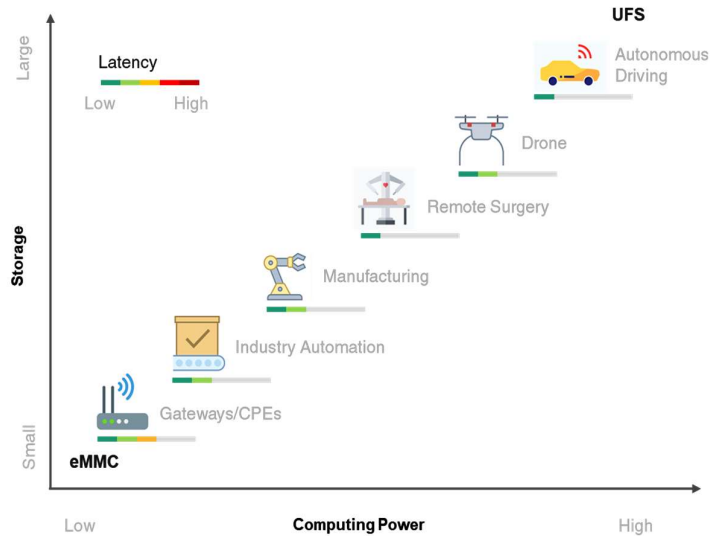 UFS
Large
Latency
Low High
Autonomous
Driving
Drone
Remote Surgery
Storage
Manufacturing
Industry Automation
Gateways/CPEs
Small
eMMC
Low Computing Power High